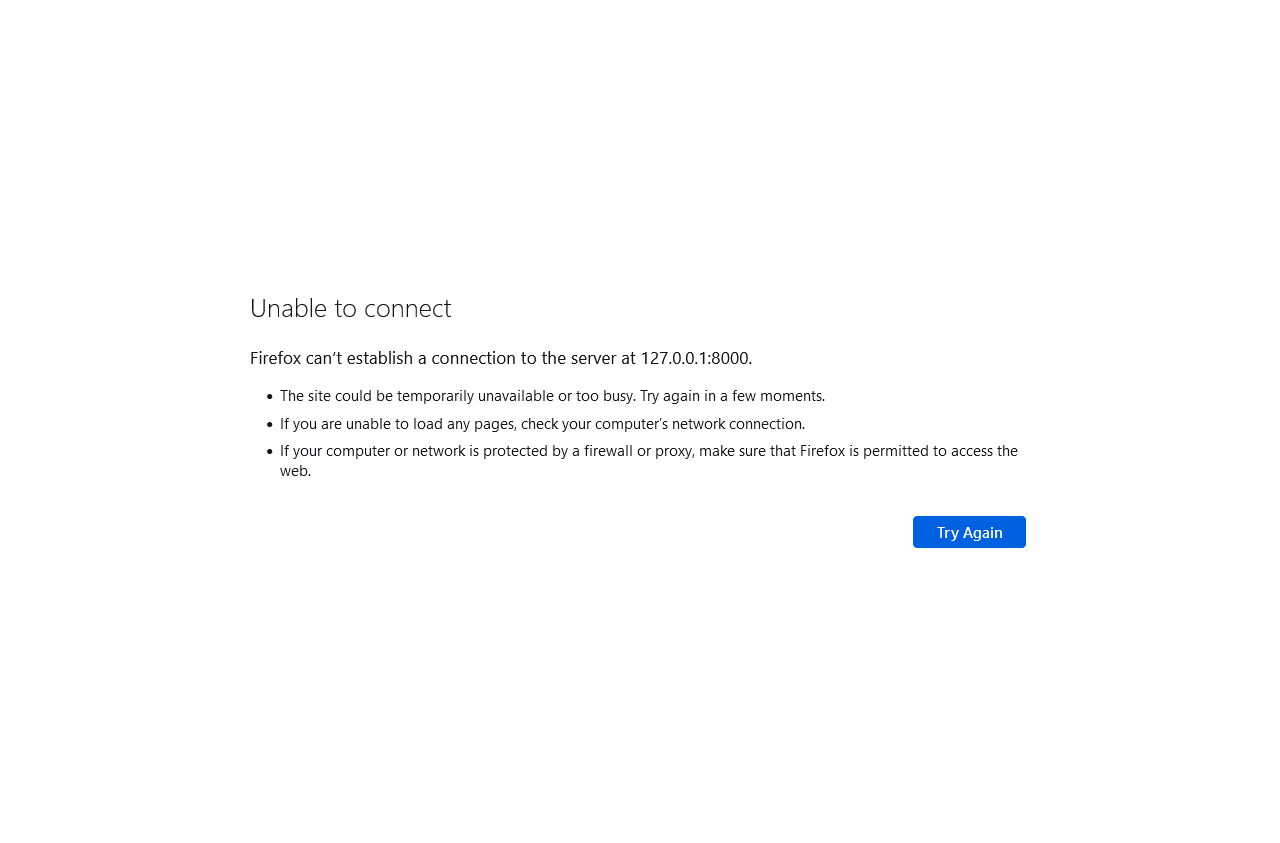 Unable to connect
Firefox can’t establish a connection to the server at 127.0.0.1:8000.
• The site could be temporarily unavailable or too busy. Try again in a few moments.
• If you are unable to load any pages, check your computer’s network connection.
• If your computer or network is protected by a firewall or proxy, make sure that Firefox is permitted to access the
web.
Try Again